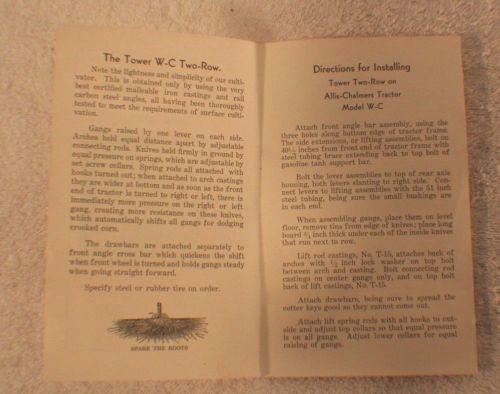 The Tower W-C Two-Row.
Note the lightness and simplicity of our culti-
vator. This is obtained only by using the very
best certified malleable iron castings and rail
carbon steel angles, all having been thoroughly
tested to meet the requirements of surface culti-
vation.
Gangs raised by one lever on each side.
Arches held equal distance apart by adjustable
connecting rods. Knives held firmly in ground by
equal pressure on springs, which are adjustable by
set screw collars. Spring rods all attached with
hooks turned out; when attached to arch castings
they are wider at bottom and as soon as the front
end of tractor is turned to right or left, there is
immediately more pressure on the right or left
gang, creating more resistance on these knives,
which automatically shifts all gangs for dodging
crooked corn.
The drawbars are attached separately to
front angle cross bar which quickens the shift
when front wheel is turned and holds gangs steady
when going straight forward.
Specify steel or rubber tire on order.
SPARE THE ROOTS
Directions for Installing
Tower Two-Row on
Allis-Chalmers Tractor
Model W-C
Attach front angle bar assembly, using the
three holes along bottom edge of tractor frame.
The side extensions, or lifting assembles, bolt on
40½ inches from front end of tractor frame with
steel tubing brace extending back to top bolt of
gasoline tank support bar.
Bolt the lever assemblies to top of rear axle
housing, both levers slanting to right side. Con-
nect levers to lifting assemblies with the 51 inch
steel tubing, being sure the small bushings are
in each end.
When assembling gangs, place them on level
floor, remove tins from edge of knives; place long
board ¾ inch thick under each of the inside knives
that run next to row.
Lift rod castings, No. T-15, attaches back of
arches with ½ inch lock washer on top bolt
between arch and casting. Bolt connecting rod
castings on center gangs only, and on top bolt
back of lift castings, No. T-15.
Attach drawbars, being sure to spread the
cotter keys good so they cannot come out.
Attach lift spring rods with all hooks to out-
side and adjust top collars so that equal pressure
is on all gangs. Adjust lower collars for equal
raising of gangs.